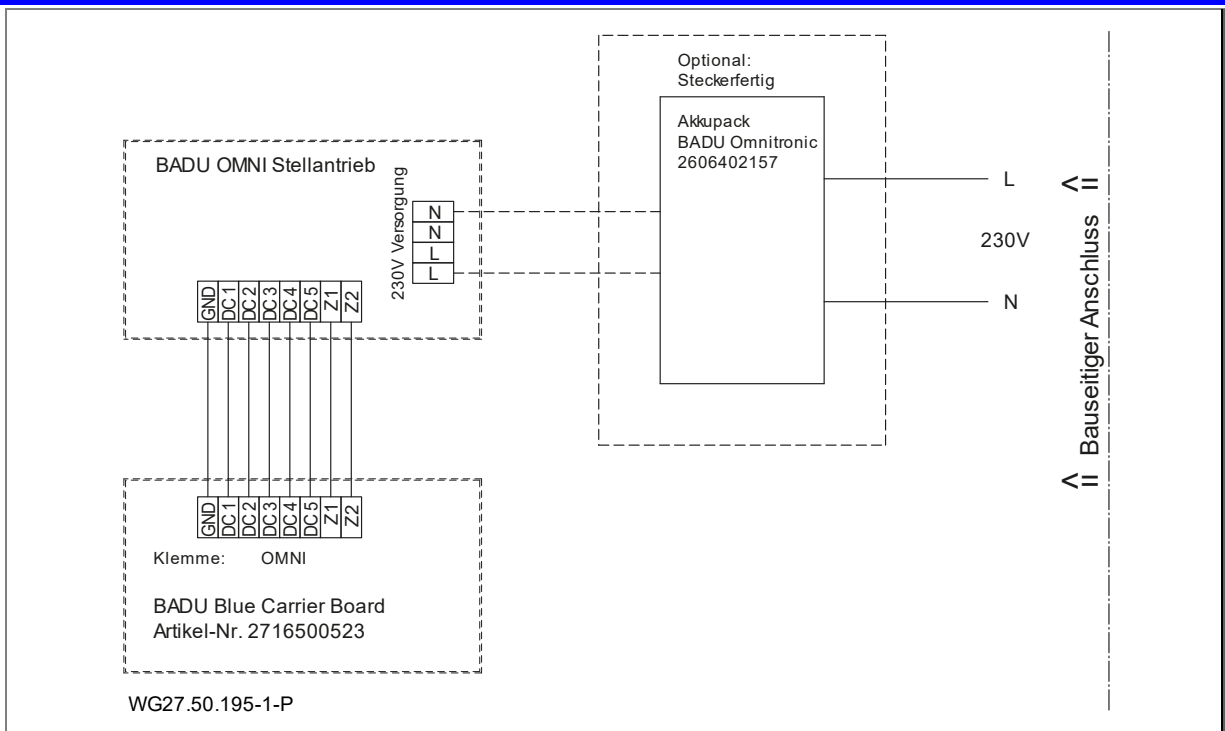 Optional:
Steckerfertig
Akkupack
BADU Omnitronic
2606402157
BADU OMNI Stellantrieb
230V Versorgung
N
N
L
L
GND
DC1
DC2
DC3
DC4
DC5
Z1
Z2
L
230V
N
<= Bauseitiger Anschluss <=
GND
DC1
DC2
DC3
DC4
DC5
Z1
Z2
Klemme: OMNI
BADU Blue Carrier Board
Artikel-Nr. 2716500523
WG27.50.195-1-P